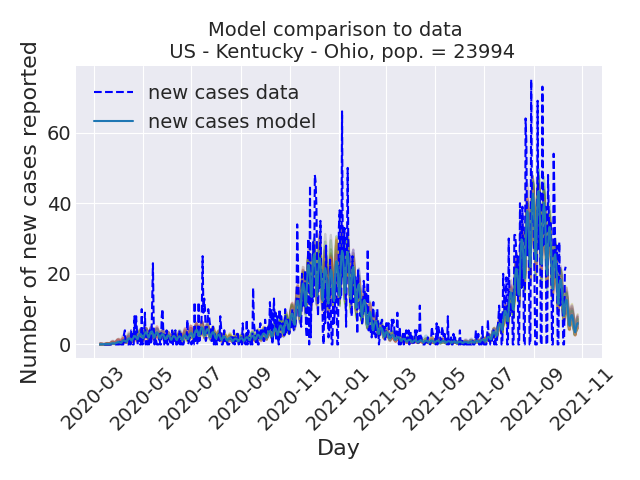 Model comparison to data
US - Kentucky - Ohio, pop. = 23994
Number of new cases reported
60
40
20
0
new cases data
new cases model
2020-03
2020-05
2020-07
2020-09
2020-11
2021-01
2021-03
2021-05
2021-07
2021-09
2021-11
Day